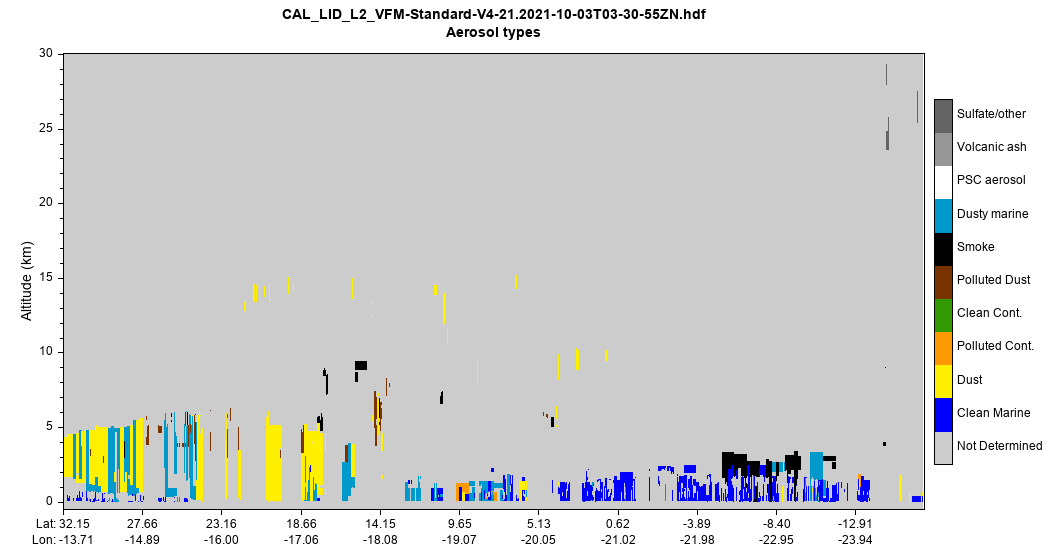 CAL_LID_L2_VFM-Standard-V4-21.2021-10-03T03-30-55ZN.hdf
Aerosol types
30
25
20
15
10
5
0
Altitude (km)
Sulfate/other
Volcanic ash
PSC aerosol
Dusty marine
Smoke
Polluted Dust
Clean Cont.
Polluted Cont.
Dust
Clean Marine
Not Determined
Lat: 32.15 27.66 23.16 18.66 14.15 9.65 5.13 0.62 -3.89 -8.40 -12.91
Lon: -13.71 -14.89 -16.00 -17.06 -18.08 -19.07 -20.05 -21.02 -21.98 -22.95 -23.94